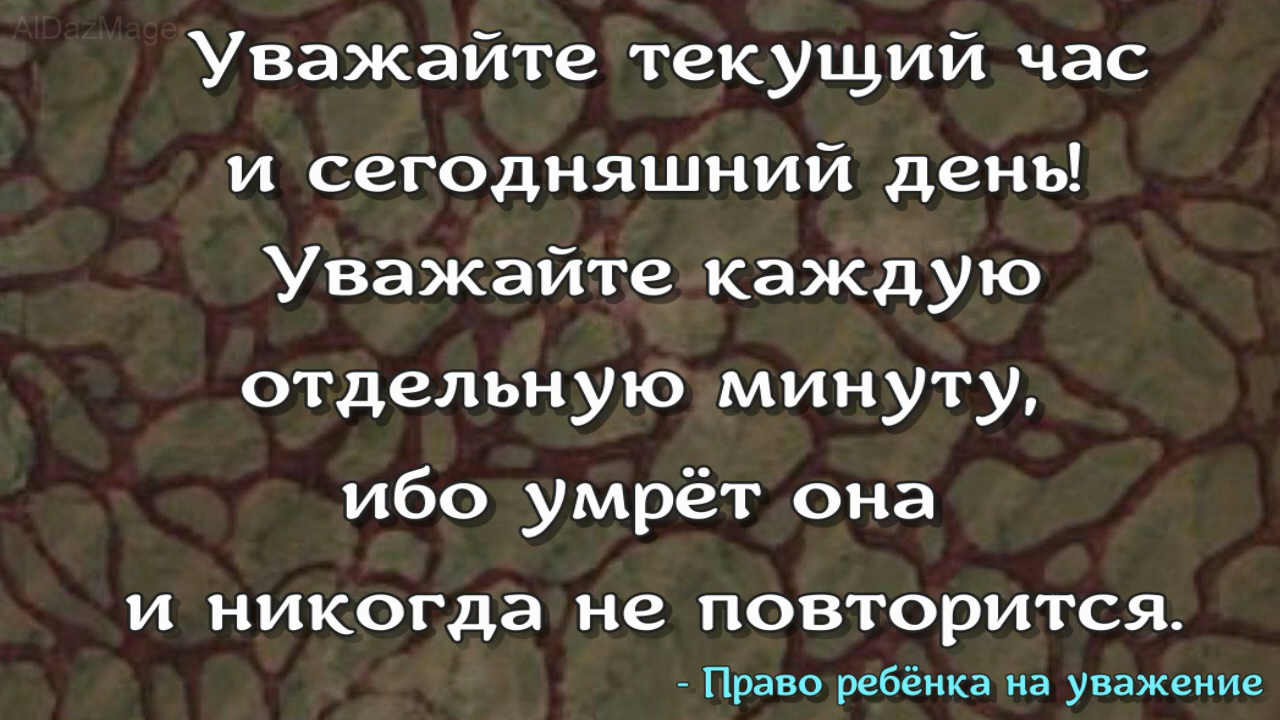 AlDazMage
Уважайте текущий час
и сегодняшний день!
Уважайте каждую
отдельную минуту,
ибо умрёт она
и никогда не повторится.
- Право ребёнка на уважение